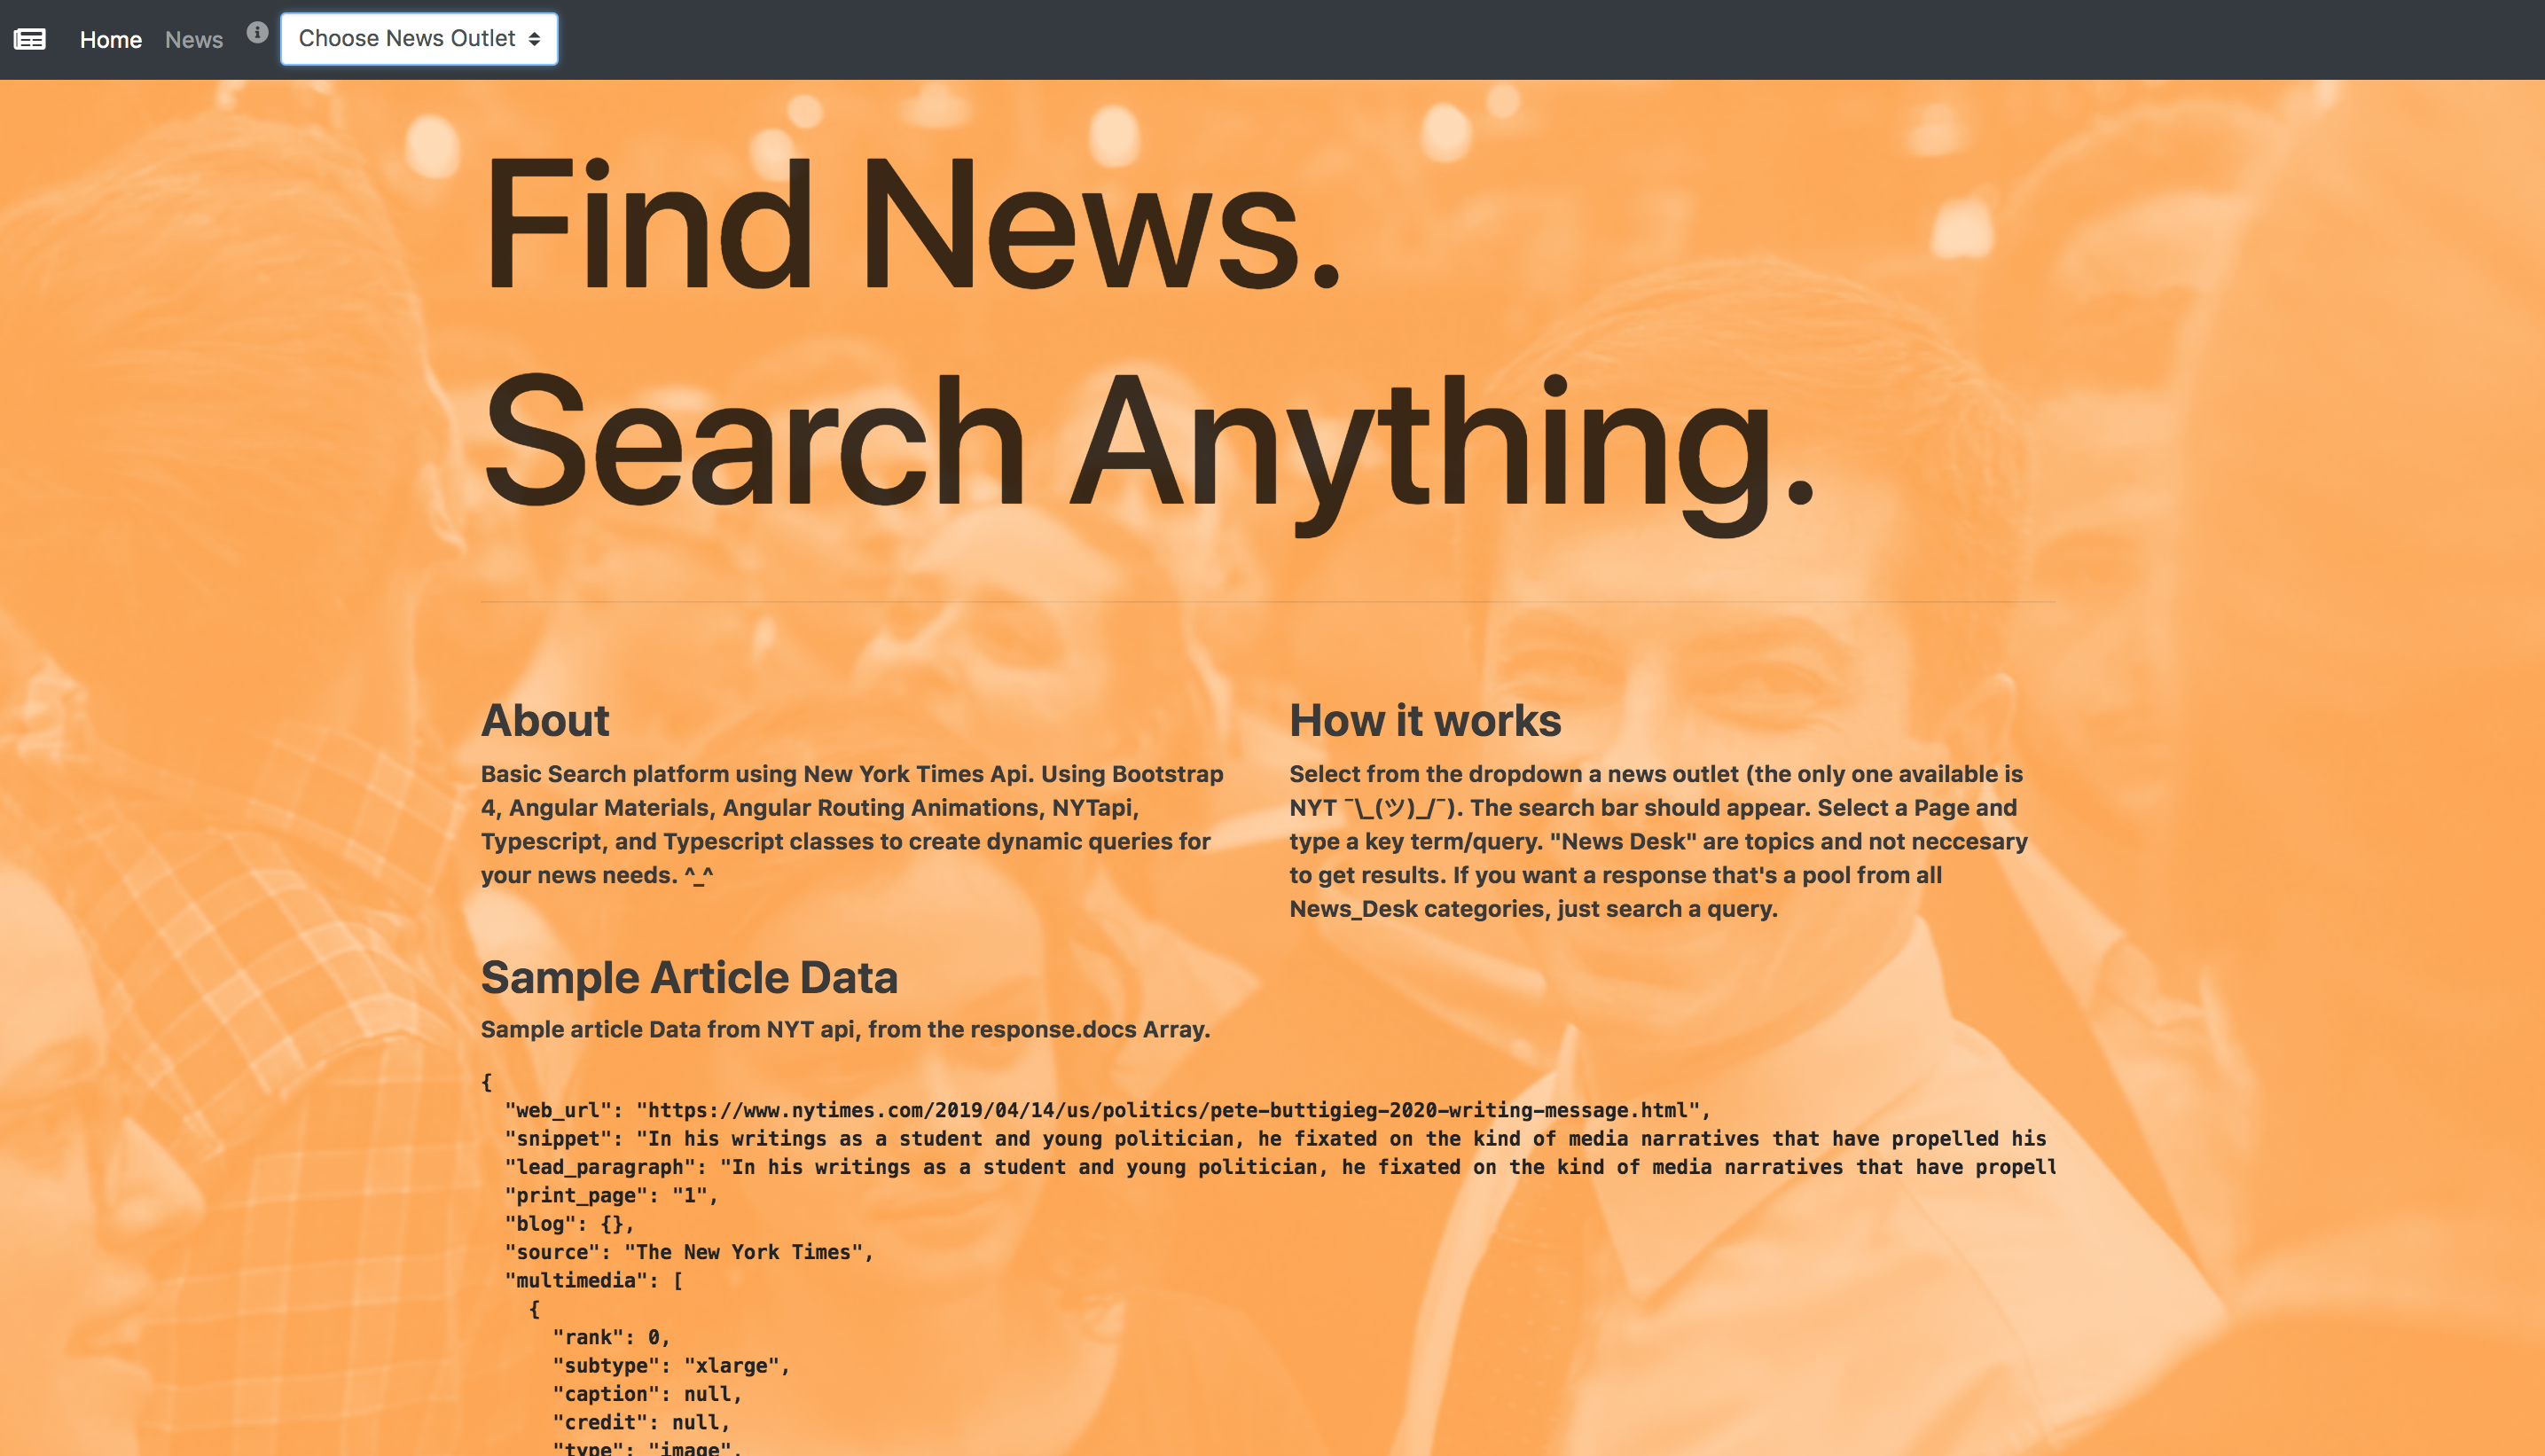 Home News Choose News Outlet
Find News.
Search Anything.
About
Basic Search platform using New York Times Api. Using Bootstrap
4, Angular Materials, Angular Routing Animations, NYTapi,
Typescript, and Typescript classes to create dynamic queries for
your news needs. ^_^
How it works
Select from the dropdown a news outlet (the only one available is
NYT ¯\_(ツ)_/¯). The search bar should appear. Select a Page and
type a key term/query. "News Desk" are topics and not neccesary
to get results. If you want a response that's a pool from all
News_Desk categories, just search a query.
Sample Article Data
Sample article Data from NYT api, from the response.docs Array.
{
"web_url": "https://www.nytimes.com/2019/04/14/us/politics/pete-buttigieg-2020-writing-message.html",
"snippet": "In his writings as a student and young politician, he fixated on the kind of media narratives that have propelled his
"lead_paragraph": "In his writings as a student and young politician, he fixated on the kind of media narratives that have propell
"print_page": "1",
"blog": {},
"source": "The New York Times",
"multimedia": [
{
"rank": 0,
"subtype": "xlarge",
"caption": null,
"credit": null,
"type": "image",